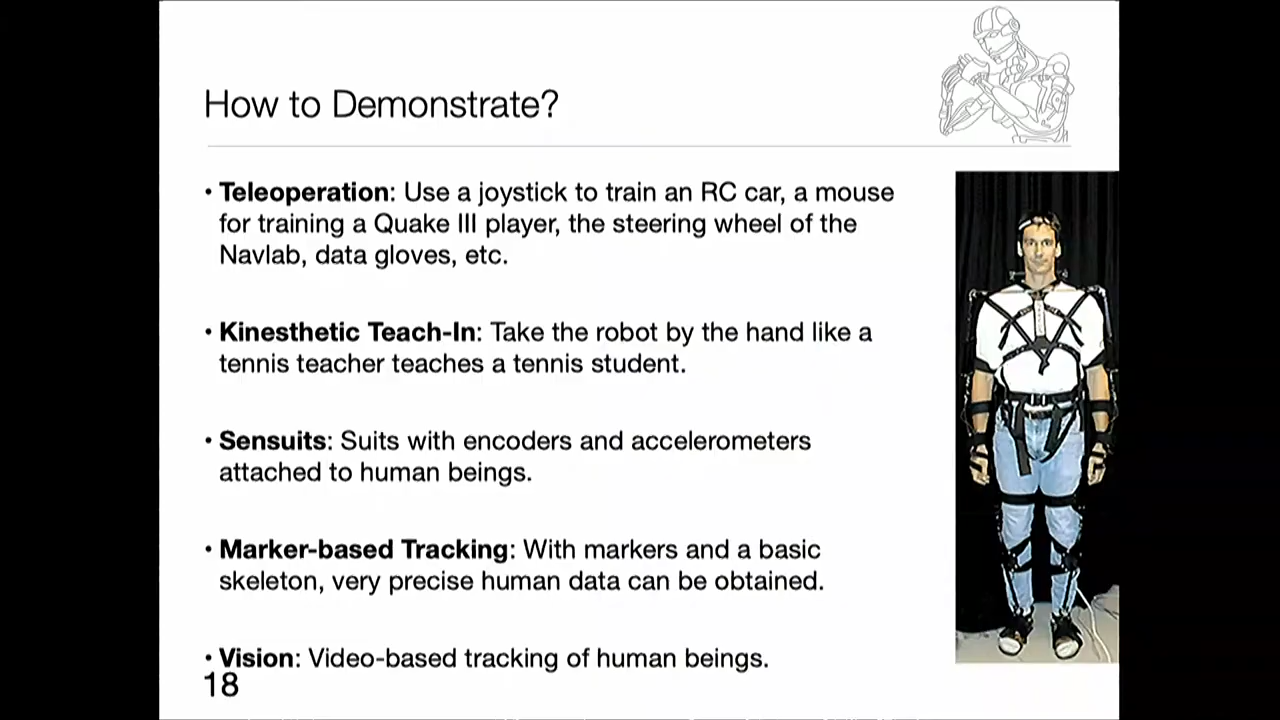 How to Demonstrate?
• Teleoperation: Use a joystick to train an RC car, a mouse
for training a Quake III player, the steering wheel of the
Navlab, data gloves, etc.
• Kinesthetic Teach-In: Take the robot by the hand like a
tennis teacher teaches a tennis student.
• Sensuits: Suits with encoders and accelerometers
attached to human beings.
• Marker-based Tracking: With markers and a basic
skeleton, very precise human data can be obtained.
• Vision: Video-based tracking of human beings.
18